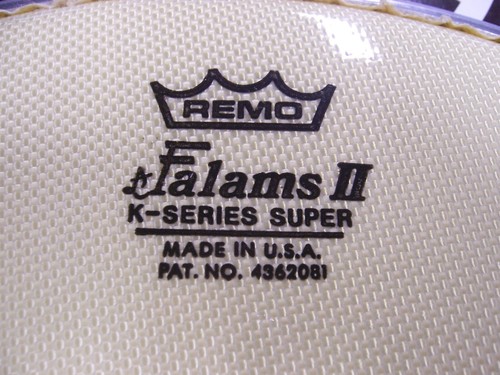 REMO
Falams II
K-SERIES SUPER
MADE IN U.S.A.
PAT. NO. 4362081